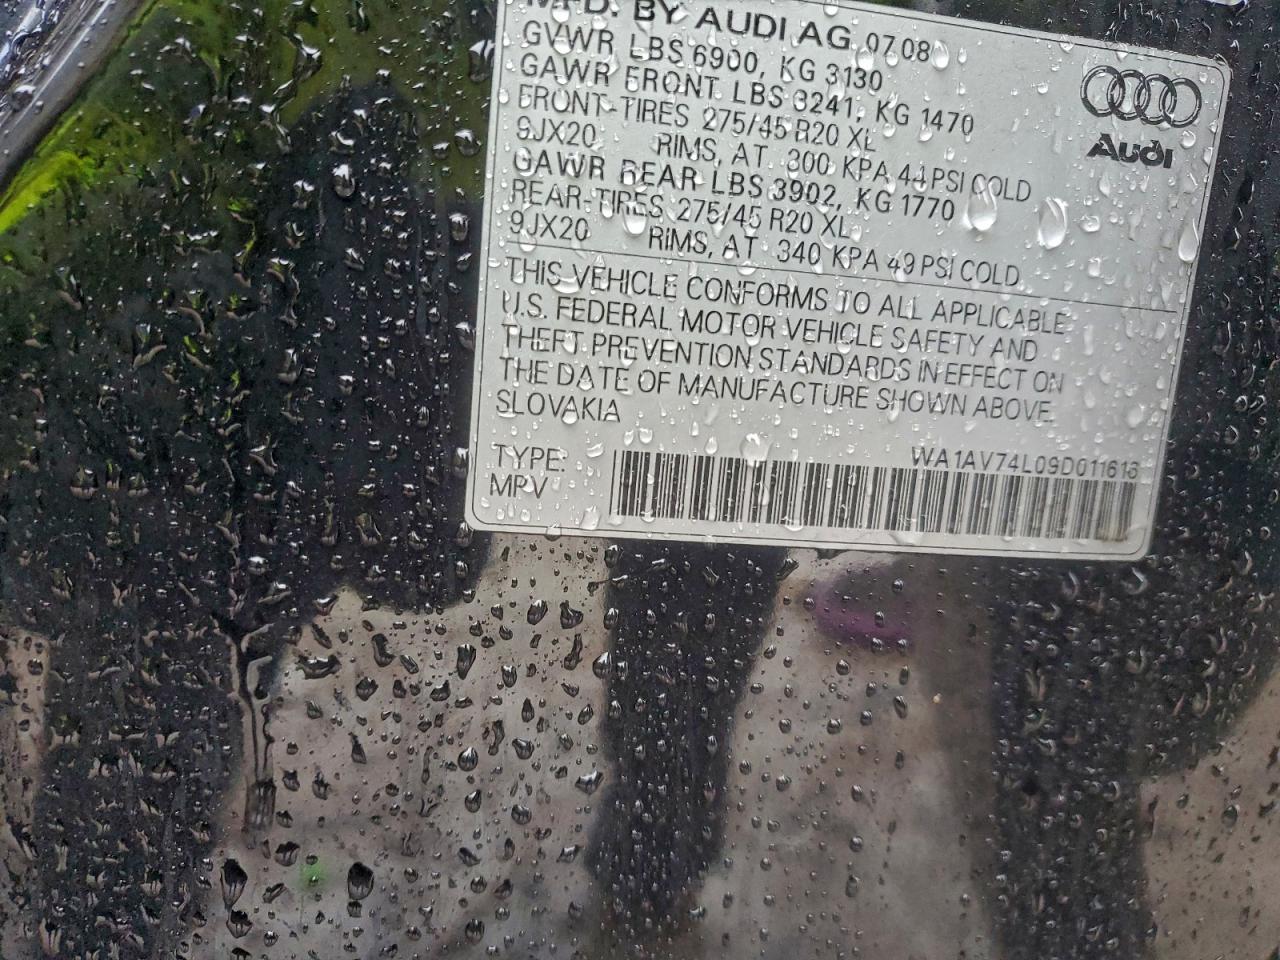 MFD. BY AUDI AG 07.08
GVWR LBS 6900, KG 3130
GAWR FRONT LBS 3241, KG 1470
FRONT-TIRES 275/45 R20 XL
9JX20 RIMS, AT 300 KPA 44 PSI COLD
GAWR REAR LBS 3902, KG 1770
REAR-TIRES 275/45 R20 XL
9JX20 RIMS, AT 340 KPA 49 PSI COLD
THIS VEHICLE CONFORMS TO ALL APPLICABLE
U.S. FEDERAL MOTOR VEHICLE SAFETY AND
THEFT PREVENTION STANDARDS IN EFFECT ON
THE DATE OF MANUFACTURE SHOWN ABOVE.
SLOVAKIA
TYPE: WA1AV74L09D011616
MPV
Audi